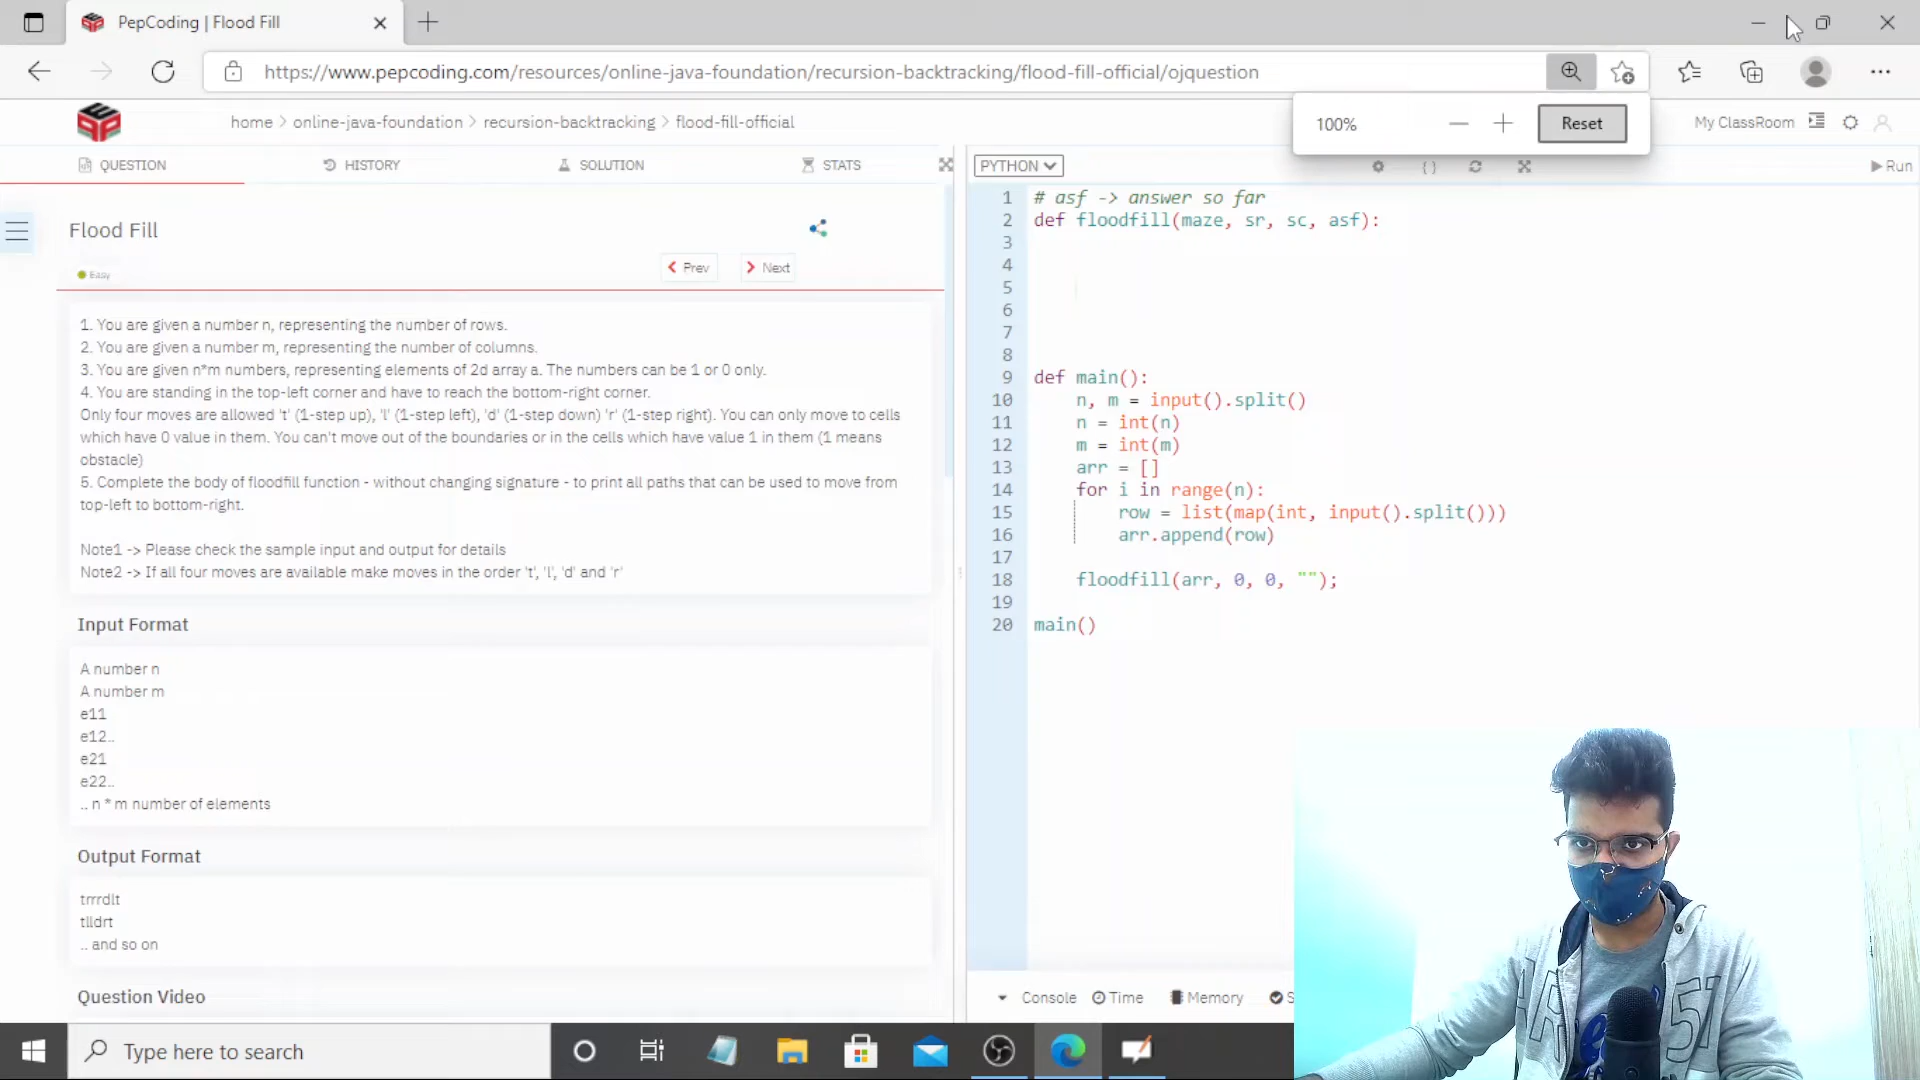 PepCoding | Flood Fill
https://www.pepcoding.com/resources/online-java-foundation/recursion-backtracking/flood-fill-official/ojquestion
100%
Reset
home > online-java-foundation > recursion-backtracking > flood-fill-official
My ClassRoom
QUESTION
HISTORY
SOLUTION
STATS
PYTHON
Run
Flood Fill
Easy
Prev
Next
1. You are given a number n, representing the number of rows.
2. You are given a number m, representing the number of columns.
3. You are given n*m numbers, representing elements of 2d array a. The numbers can be 1 or 0 only.
4. You are standing in the top-left corner and have to reach the bottom-right corner.
Only four moves are allowed 't' (1-step up), 'l' (1-step left), 'd' (1-step down) 'r' (1-step right). You can only move to cells
which have 0 value in them. You can't move out of the boundaries or in the cells which have value 1 in them (1 means
obstacle)
5. Complete the body of floodfill function - without changing signature - to print all paths that can be used to move from
top-left to bottom-right.
Note1 -> Please check the sample input and output for details
Note2 -> If all four moves are available make moves in the order 't', 'l', 'd' and 'r'
Input Format
A number n
A number m
e11
e12..
e21
e22..
.. n * m number of elements
Output Format
trrrdlt
tlldrt
.. and so on
Question Video
1 # asf -> answer so far
2 def floodfill(maze, sr, sc, asf):
3
4
5
6
7
8
9 def main():
10 n, m = input().split()
11 n = int(n)
12 m = int(m)
13 arr = []
14 for i in range(n):
15 row = list(map(int, input().split()))
16 arr.append(row)
17
18 floodfill(arr, 0, 0, "");
19
20 main()
Console
Time
Memory
S
Type here to search
57